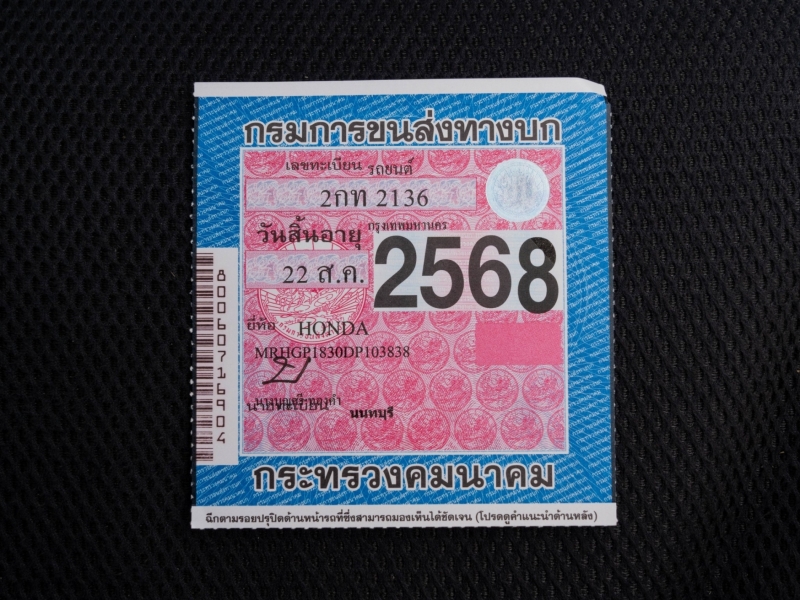 กรมการขนส่งทางบก
เลขทะเบียน รถยนต์
2กท 2136
วันสิ้นอายุ กรุงเทพมหานคร
22 ส.ค. 2568
ยี่ห้อ HONDA
MRHGP1830DP103838
นายทะเบียน นนทบุรี
กระทรวงคมนาคม
80060716904
ฉีกตามรอยปรุปิดด้านหน้ารถที่ซึ่งสามารถมองเห็นได้ชัดเจน (โปรดดูคำแนะนำด้านหลัง)